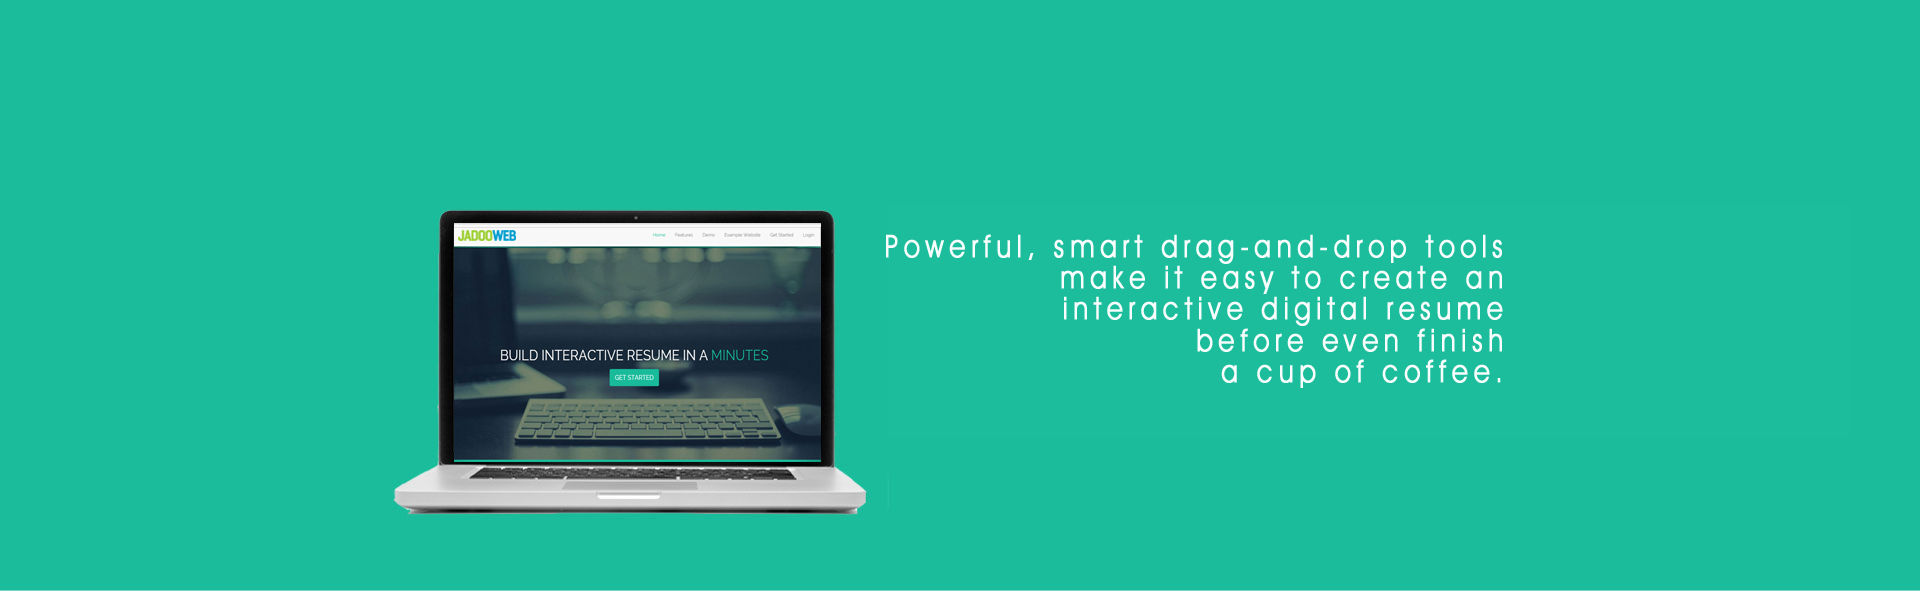 JADOOWEB
Home Features Demo Example Website Get Started Login
BUILD INTERACTIVE RESUME IN A MINUTES
GET STARTED
Powerful, smart drag-and-drop tools
make it easy to create an
interactive digital resume
before even finish
a cup of coffee.